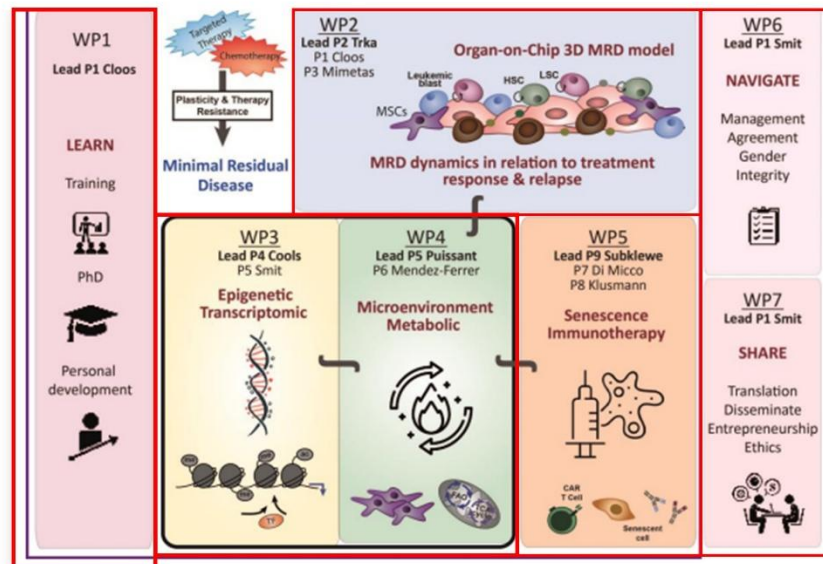 WP1
Lead P1 Cloos
LEARN
Training
PhD
Personal
development
Targeted
Therapy
Chemotherapy
Plasticity & Therapy
Resistance
Minimal Residual
Disease
WP2
Lead P2 Trka
P1 Cloos
P3 Mimetas
Organ-on-Chip 3D MRD model
Leukemic
blast
HSC
LSC
MSCs
MRD dynamics in relation to treatment
response & relapse
WP3
Lead P4 Cools
P5 Smit
Epigenetic
Transcriptomic
TF
WP4
Lead P5 Puissant
P6 Mendez-Ferrer
Microenvironment
Metabolic
FAO
WP5
Lead P9 Subklewe
P7 Di Micco
P8 Klusmann
Senescence
Immunotherapy
CAR
T Cell
Senescent
cell
WP6
Lead P1 Smit
NAVIGATE
Management
Agreement
Gender
Integrity
WP7
Lead P1 Smit
SHARE
Translation
Disseminate
Entrepreneurship
Ethics